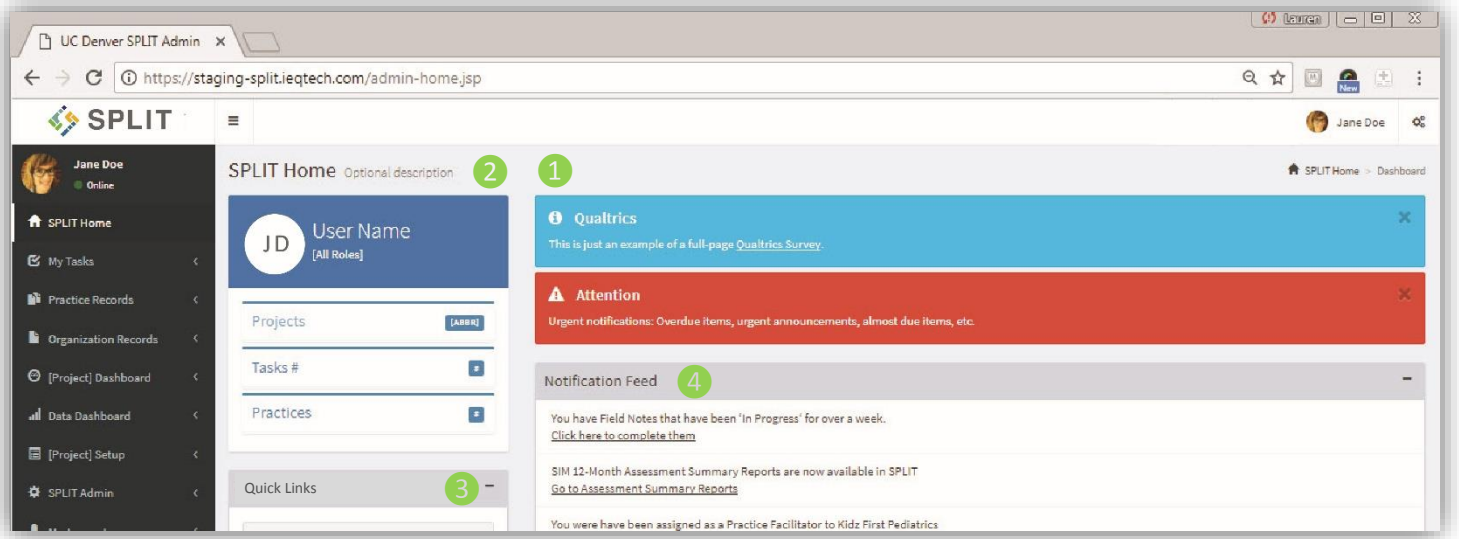 Lauren
UC Denver SPLIT Admin
https://staging-split.ieqtech.com/admin-home.jsp
New
SPLIT
Jane Doe
Jane Doe
Online
SPLIT Home
My Tasks
Practice Records
Organization Records
[Project] Dashboard
Data Dashboard
[Project] Setup
SPLIT Admin
SPLIT Home Optional description
2
1
SPLIT Home > Dashboard
JD
User Name
[All Roles]
Projects [ABBR]
Tasks # #
Practices #
Quick Links
3
Qualtrics
This is just an example of a full-page Qualtrics Survey.
Attention
Urgent notifications: Overdue items, urgent announcements, almost due items, etc.
Notification Feed
4
You have Field Notes that have been 'In Progress' for over a week.
Click here to complete them
SIM 12-Month Assessment Summary Reports are now available in SPLIT
Go to Assessment Summary Reports
You were have been assigned as a Practice Facilitator to Kidz First Pediatrics